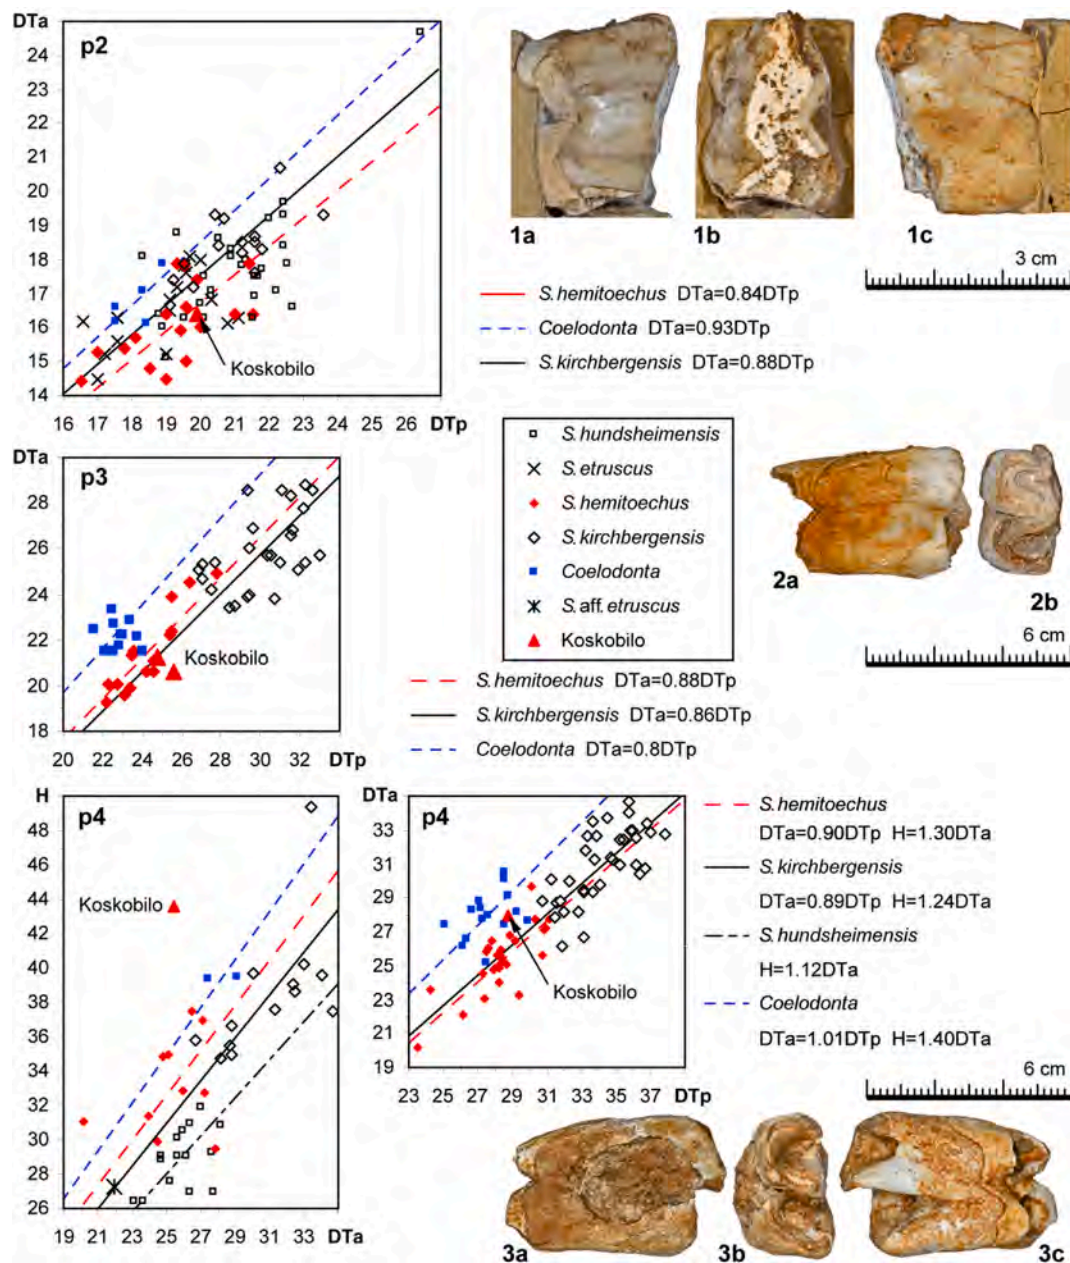 DTa
p2
24
23
22
21
20
19
18
17
16
15
14
16 17 18 19 20 21 22 23 24 25 26 DTp
Koskobilo
1a
1b
1c
3 cm
S.hemitoechus DTa=0.84DTp
Coelodonta DTa=0.93DTp
S.kirchbergensis DTa=0.88DTp
S.hundsheimensis
S.etruscus
S.hemitoechus
S.kirchbergensis
Coelodonta
S.aff.etruscus
Koskobilo
DTa
p3
28
26
24
22
20
18
20 22 24 26 28 30 32 DTp
Koskobilo
2a
2b
6 cm
S.hemitoechus DTa=0.88DTp
S.kirchbergensis DTa=0.86DTp
Coelodonta DTa=0.8DTp
H
p4
48
46
44
42
40
38
36
34
32
30
28
26
19 21 23 25 27 29 31 33 DTa
Koskobilo
DTa
p4
33
31
29
27
25
23
21
19
23 25 27 29 31 33 35 37 DTp
Koskobilo
S.hemitoechus
DTa=0.90DTp H=1.30DTa
S.kirchbergensis
DTa=0.89DTp H=1.24DTa
S.hundsheimensis
H=1.12DTa
Coelodonta
DTa=1.01DTp H=1.40DTa
6 cm
3a
3b
3c